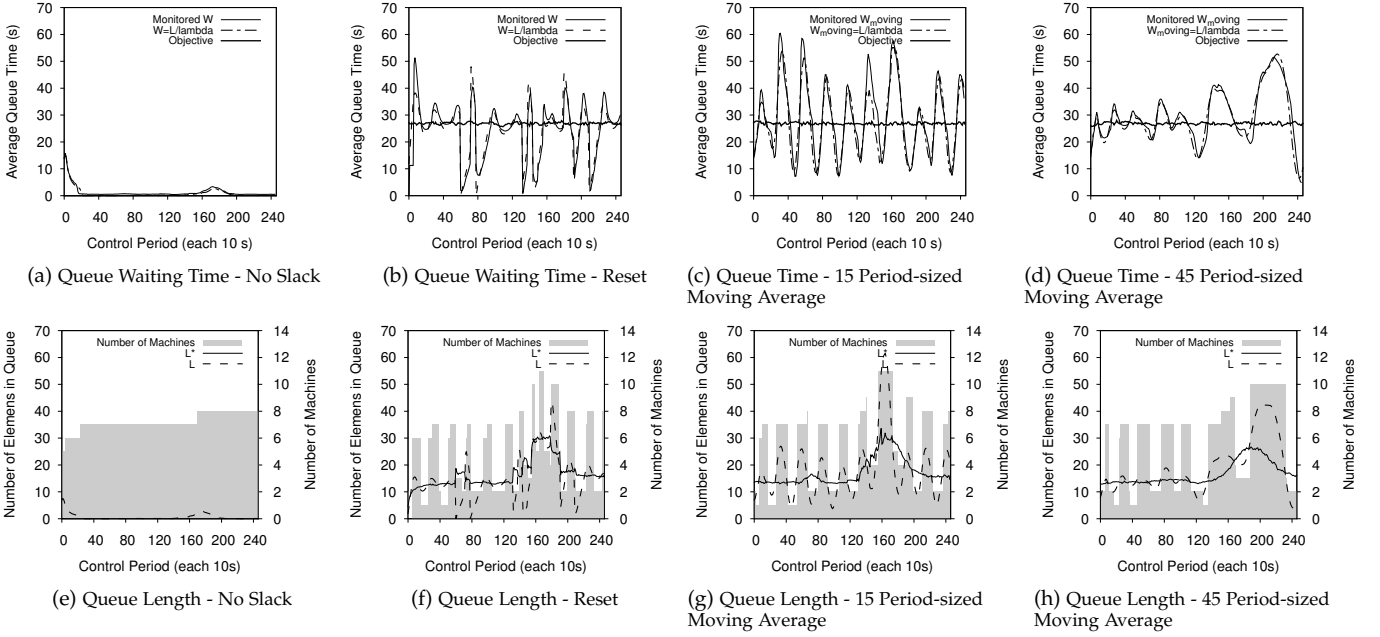 Average Queue Time (s)
70
60
50
40
30
20
10
0
0 40 80 120 160 200 240
Control Period (each 10 s)
Monitored W
W=L/lambda
Objective
(a) Queue Waiting Time - No Slack
Average Queue Time (s)
70
60
50
40
30
20
10
0
0 40 80 120 160 200 240
Control Period (each 10 s)
Monitored W
W=L/lambda
Objective
(b) Queue Waiting Time - Reset
Average Queue Time (s)
70
60
50
40
30
20
10
0
0 40 80 120 160 200 240
Control Period (each 10 s)
Monitored Wmoving
Wmoving=L/lambda
Objective
(c) Queue Time - 15 Period-sized
Moving Average
Average Queue Time (s)
70
60
50
40
30
20
10
0
0 40 80 120 160 200 240
Control Period (each 10 s)
Monitored Wmoving
Wmoving=L/lambda
Objective
(d) Queue Time - 45 Period-sized
Moving Average
Number of Elemens in Queue
70
60
50
40
30
20
10
0
0 40 80 120 160 200 240
Control Period (each 10s)
Number of Machines
L*
L
14
12
10
8
6
4
2
0
Number of Machines
(e) Queue Length - No Slack
Number of Elemens in Queue
70
60
50
40
30
20
10
0
0 40 80 120 160 200 240
Control Period (each 10s)
Number of Machines
L*
L
14
12
10
8
6
4
2
0
Number of Machines
(f) Queue Length - Reset
Number of Elemens in Queue
70
60
50
40
30
20
10
0
0 40 80 120 160 200 240
Control Period (each 10s)
Number of Machines
L*
L
14
12
10
8
6
4
2
0
Number of Machines
(g) Queue Length - 15 Period-sized
Moving Average
Number of Elemens in Queue
70
60
50
40
30
20
10
0
0 40 80 120 160 200 240
Control Period (each 10s)
Number of Machines
L*
L
14
12
10
8
6
4
2
0
Number of Machines
(h) Queue Length - 45 Period-sized
Moving Average